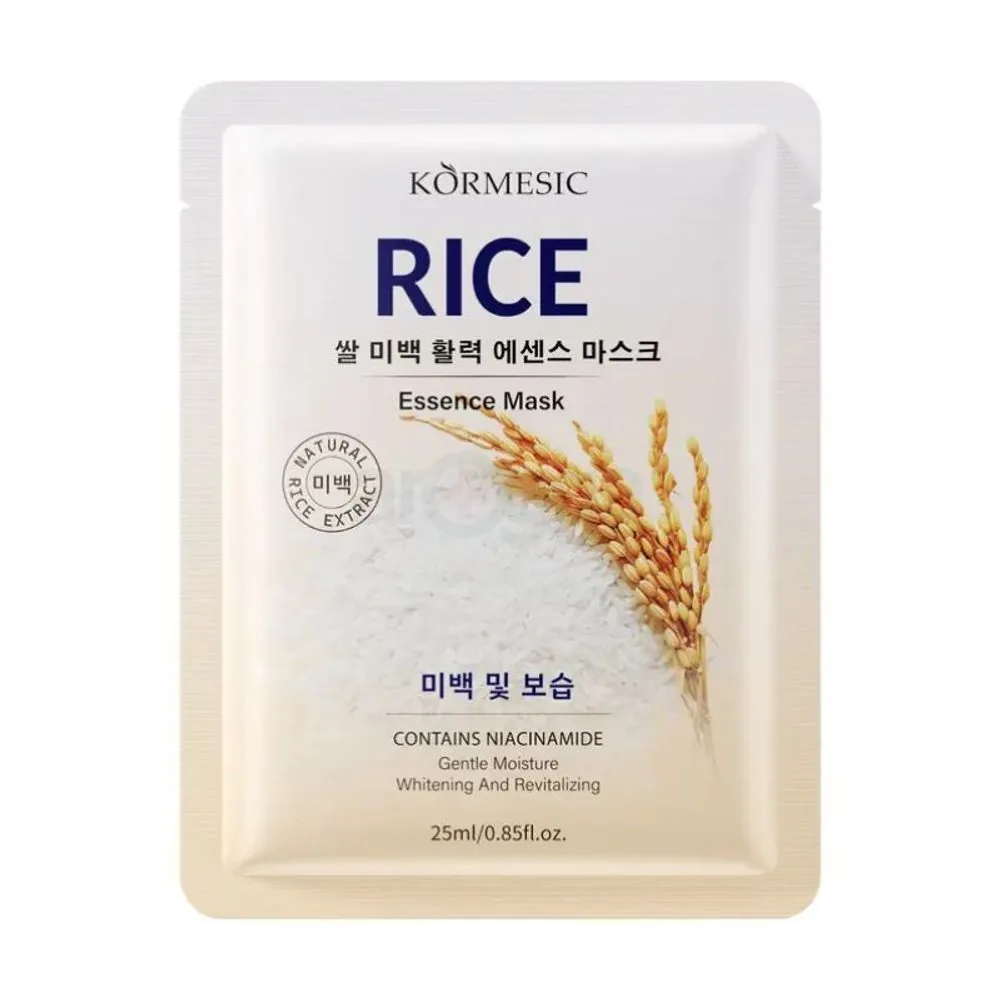 KORMESIC
RICE
쌀 미백 활력 에센스 마스크
Essence Mask
NATURAL
미백
RICE EXTRACT
미백 및 보습
CONTAINS NIACINAMIDE
Gentle Moisture
Whitening And Revitalizing
25ml/0.85fl.oz.